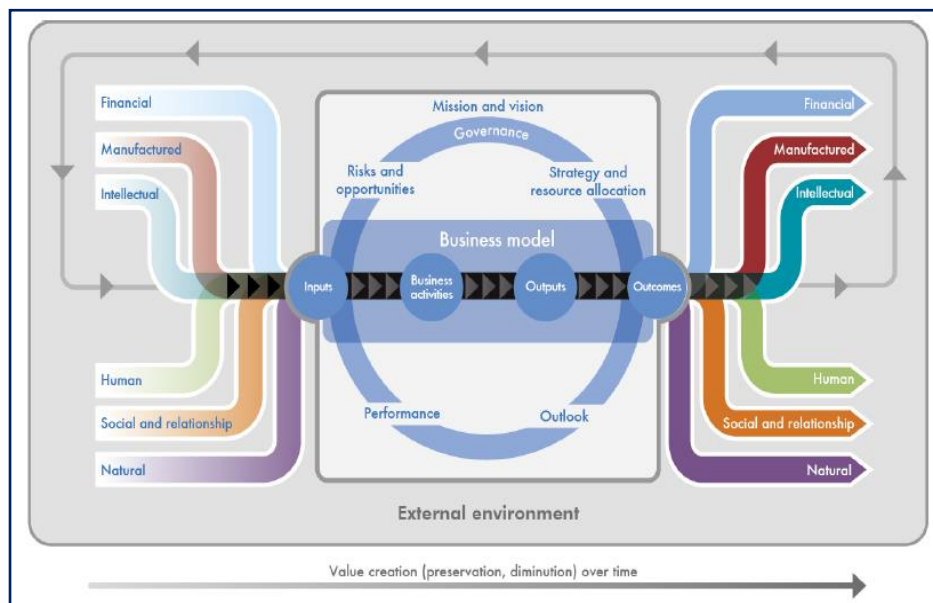 Financial
Manufactured
Intellectual
Human
Social and relationship
Natural
Mission and vision
Governance
Risks and
opportunities
Strategy and
resource allocation
Business model
Inputs
Business
activities
Outputs
Outcomes
Performance
Outlook
Financial
Manufactured
Intellectual
Human
Social and relationship
Natural
External environment
Value creation (preservation, diminution) over time